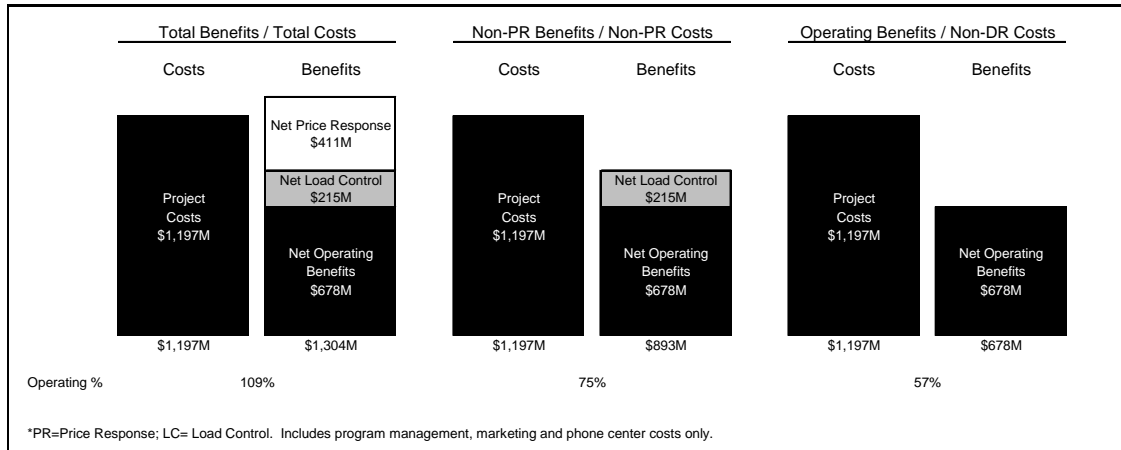 Total Benefits / Total Costs
Non-PR Benefits / Non-PR Costs
Operating Benefits / Non-DR Costs
Costs
Benefits
Costs
Benefits
Costs
Benefits
Net Price Response
$411M
Net Load Control
$215M
Project
Costs
$1,197M
Net Operating
Benefits
$678M
Net Load Control
$215M
Project
Costs
$1,197M
Net Operating
Benefits
$678M
Project
Costs
$1,197M
Net Operating
Benefits
$678M
$1,197M
$1,304M
$1,197M
$893M
$1,197M
$678M
Operating %
109%
75%
57%
*PR=Price Response; LC= Load Control.  Includes program management, marketing and phone center costs only.